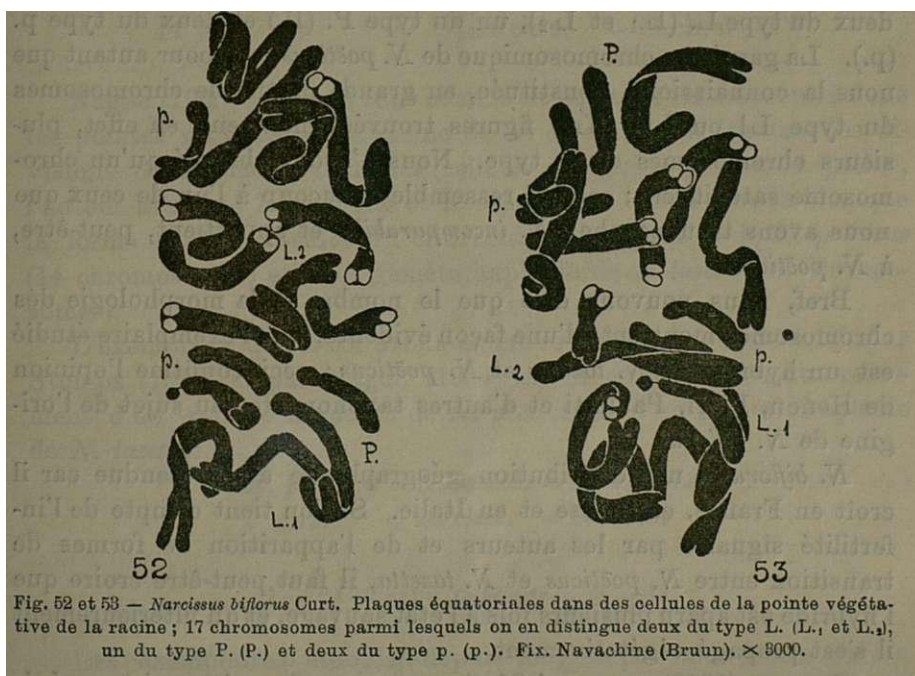 P.
p.
p.
L.2
L.2
p.
p.
L.1
P.
L.1
52
53
Fig. 52 et 53 — Narcissus biflorus Curt. Plaques équatoriales dans des cellules de la pointe végéta-
tive de la racine ; 17 chromosomes parmi lesquels on en distingue deux du type L. (L.₁ et L.₂),
un du type P. (P.) et deux du type p. (p.). Fix. Navachine (Bruun). × 3000.